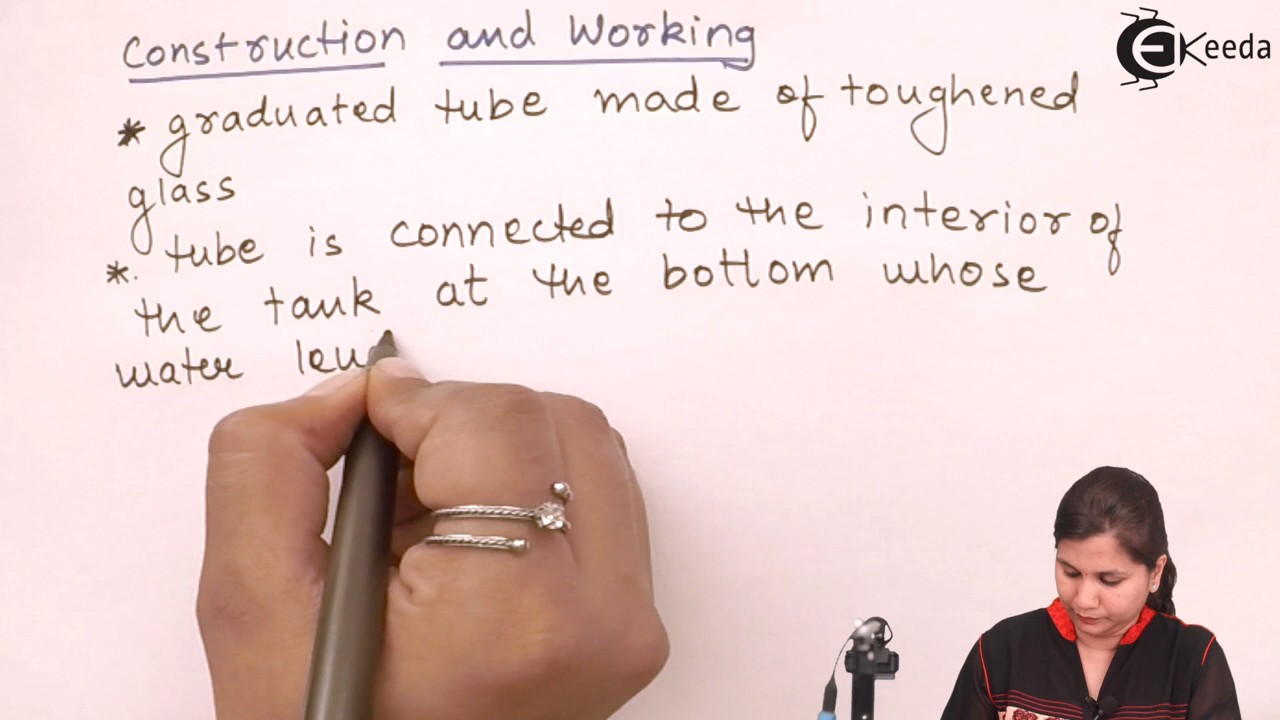 Construction and Working
Keeda
* graduated tube made of toughened
glass
*. tube is connected to the interior of
the tank at the bottom whose
water